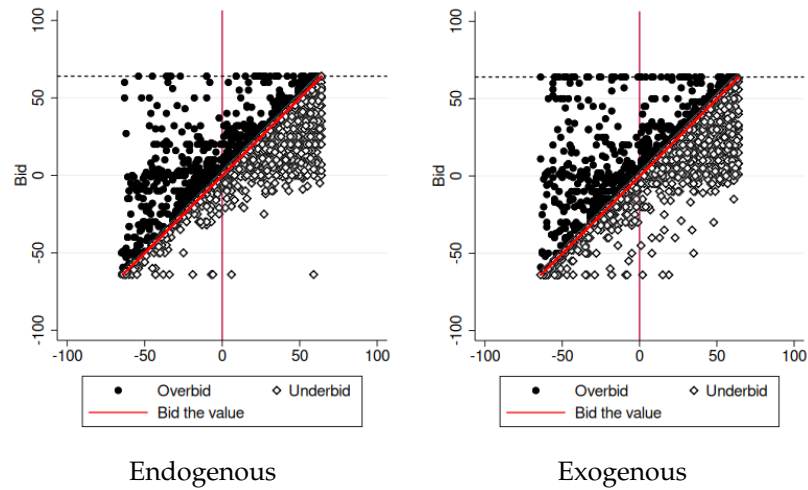 100
50
0
-50
-100
Bid
-100 -50 0 50 100
Overbid Underbid
Bid the value
Endogenous
100
50
0
-50
-100
Bid
-100 -50 0 50 100
Overbid Underbid
Bid the value
Exogenous